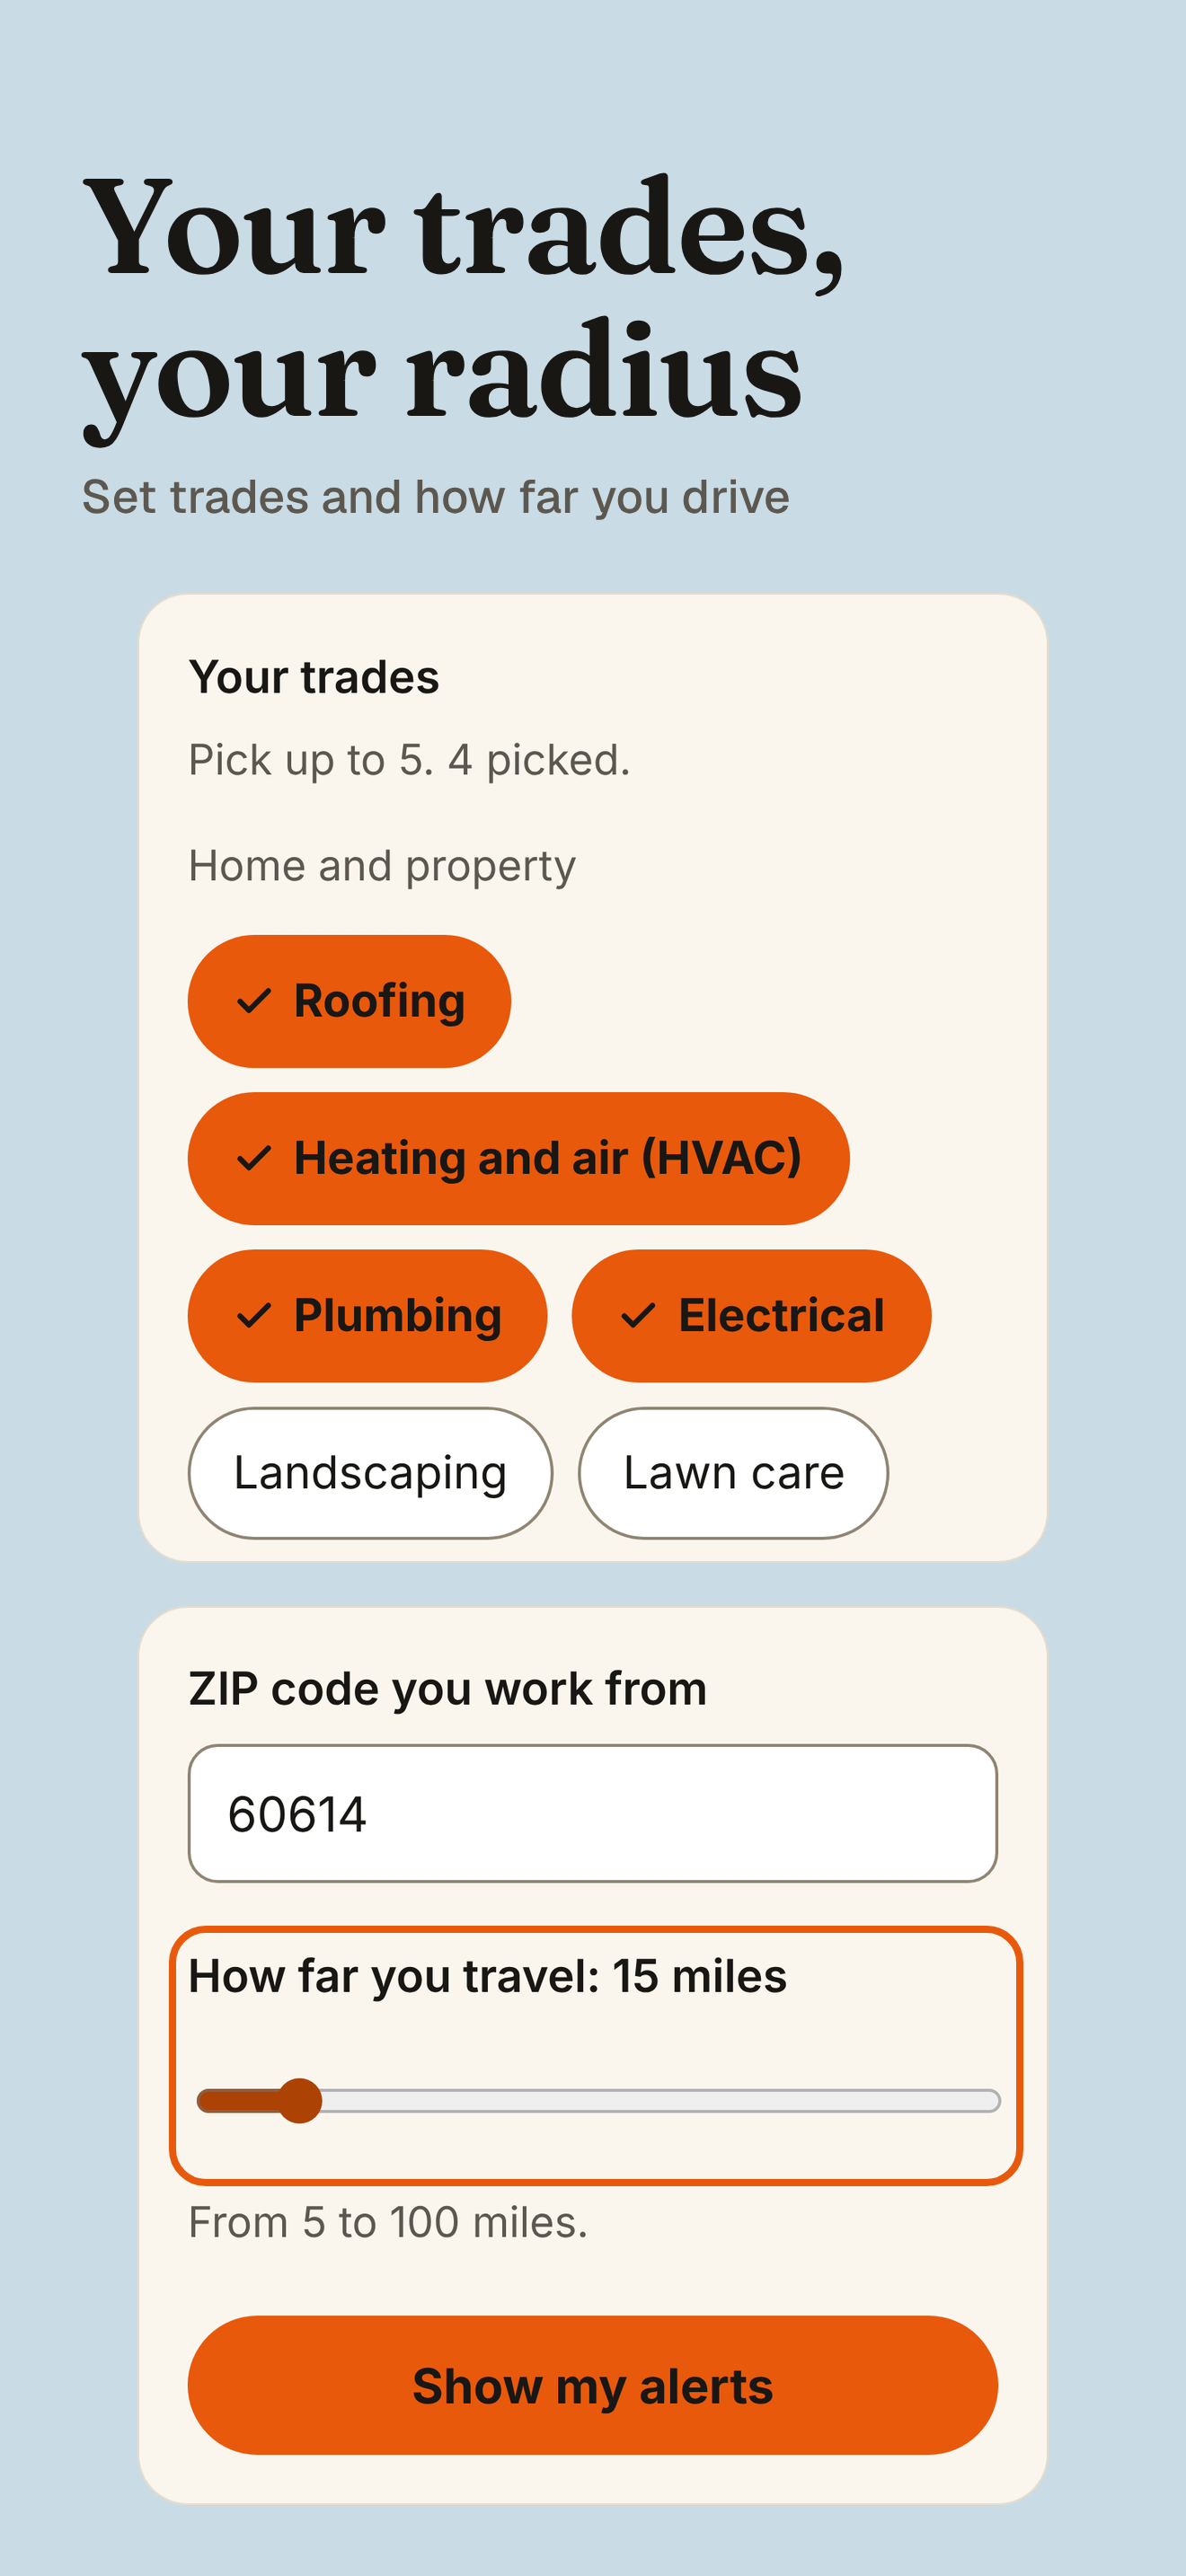 Your trades,
your radius
Set trades and how far you drive
Your trades
Pick up to 5. 4 picked.
Home and property
Roofing
Heating and air (HVAC)
Plumbing
Electrical
Landscaping
Lawn care
ZIP code you work from
60614
How far you travel: 15 miles
From 5 to 100 miles.
Show my alerts